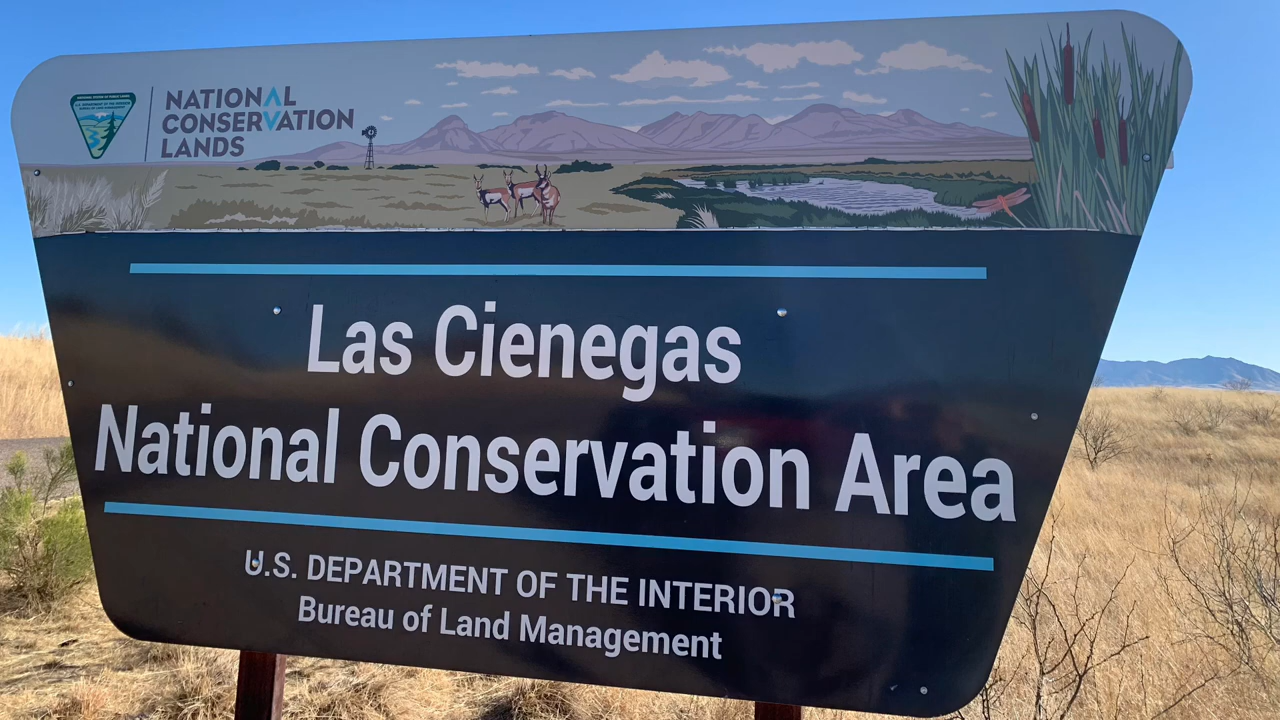 NATIONAL
CONSERVATION
LANDS
Las Cienegas
National Conservation Area
U.S. DEPARTMENT OF THE INTERIOR
Bureau of Land Management